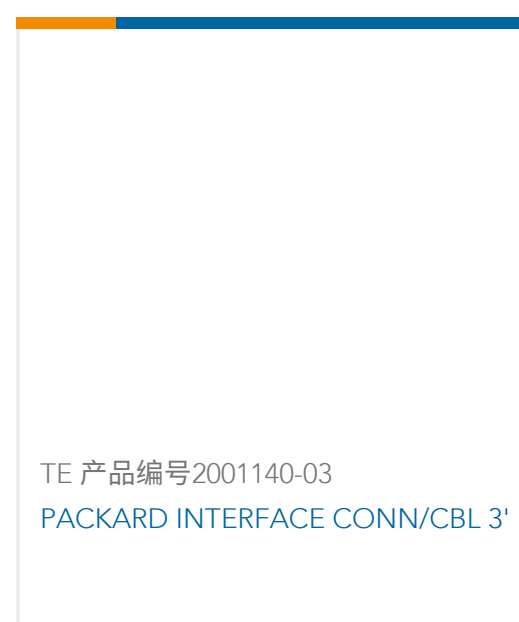 TE 产品编号2001140-03
PACKARD INTERFACE CONN/CBL 3'